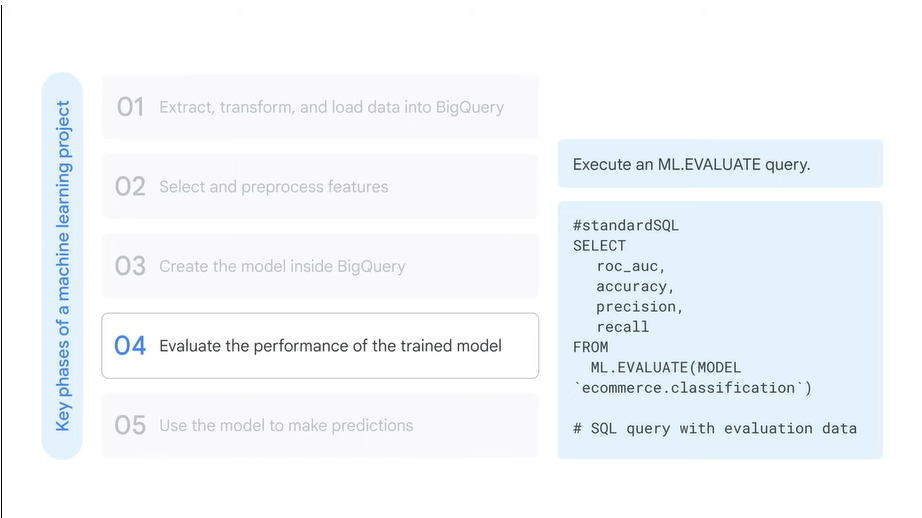 Key phases of a machine learning project
01 Extract, transform, and load data into BigQuery
02 Select and preprocess features
03 Create the model inside BigQuery
04 Evaluate the performance of the trained model
05 Use the model to make predictions
Execute an ML.EVALUATE query.
#standardSQL
SELECT
roc_auc,
accuracy,
precision,
recall
FROM
ML.EVALUATE(MODEL
`ecommerce.classification`)
# SQL query with evaluation data